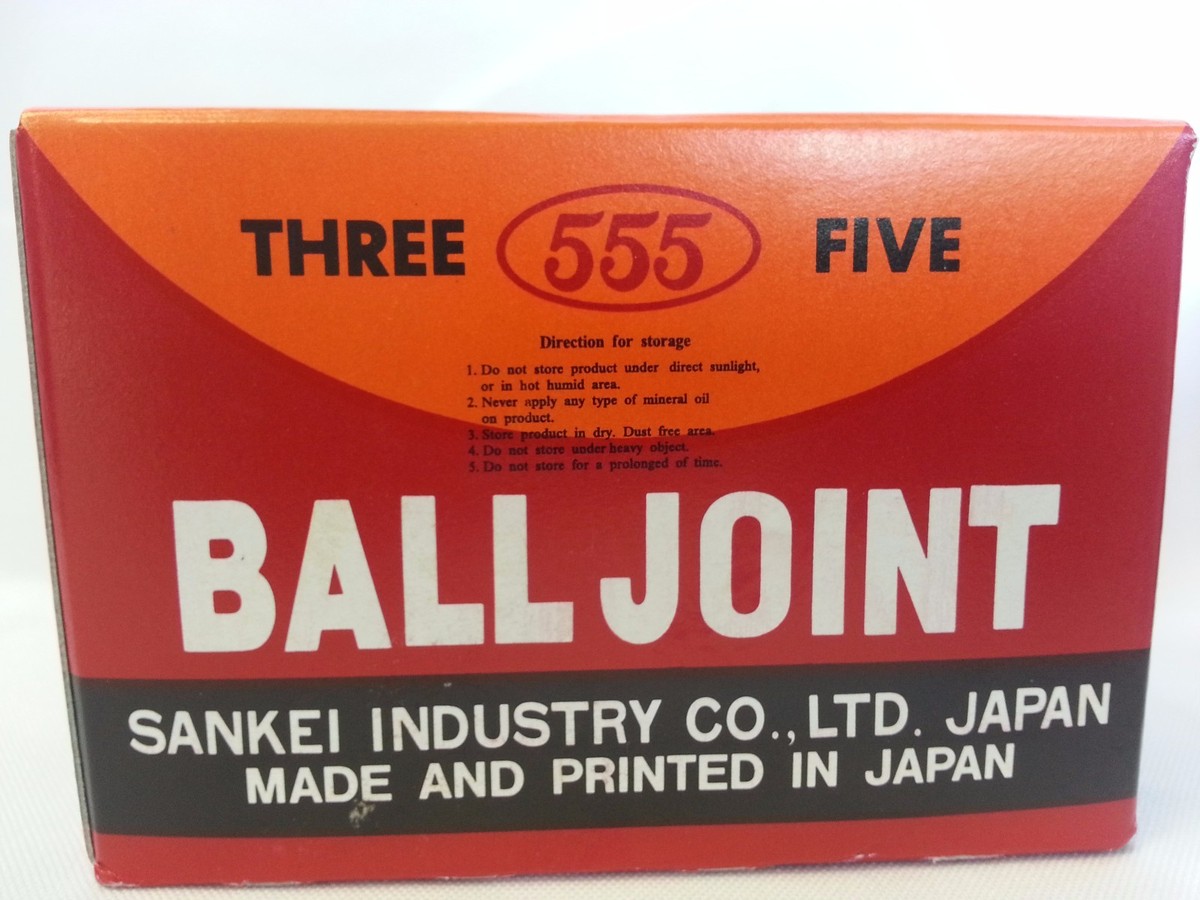 THREE 555 FIVE
Direction for storage
1. Do not store product under direct sunlight,
or in hot humid area.
2. Never apply any type of mineral oil
on product.
3. Store product in dry. Dust free area.
4. Do not store under heavy object.
5. Do not store for a prolonged of time.
BALL JOINT
SANKEI INDUSTRY CO., LTD. JAPAN
MADE AND PRINTED IN JAPAN